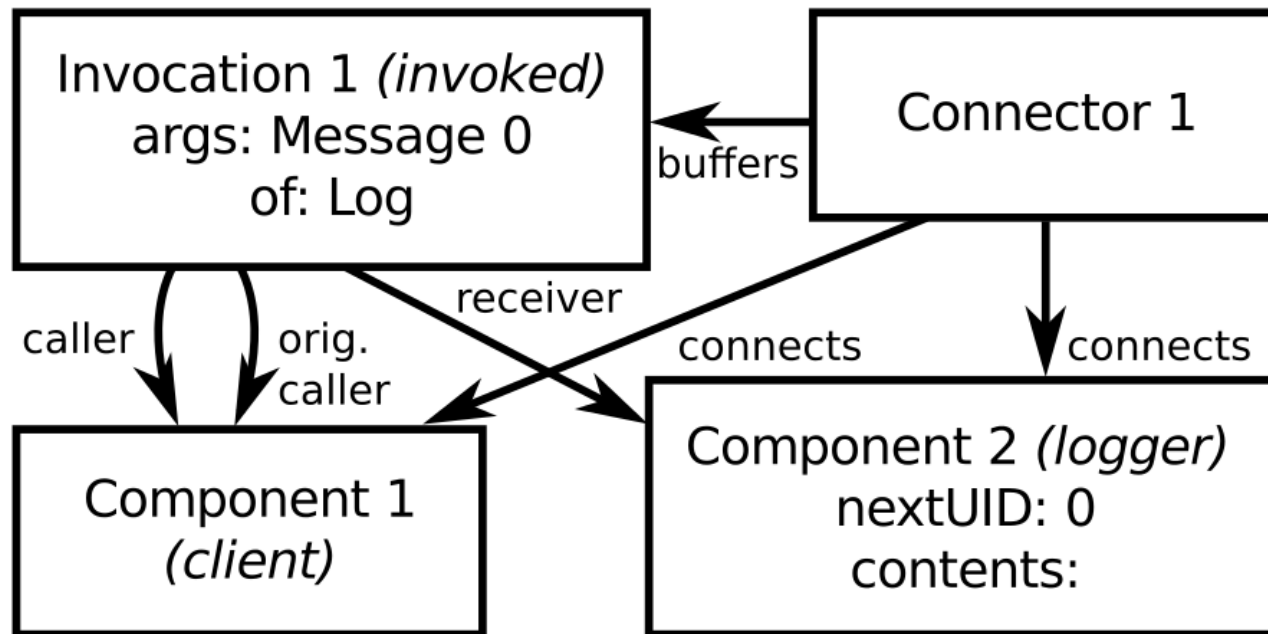 Invocation 1 (invoked)
args: Message 0
of: Log
Connector 1
buffers
caller
orig.
caller
receiver
connects
connects
Component 1
(client)
Component 2 (logger)
nextUID: 0
contents: